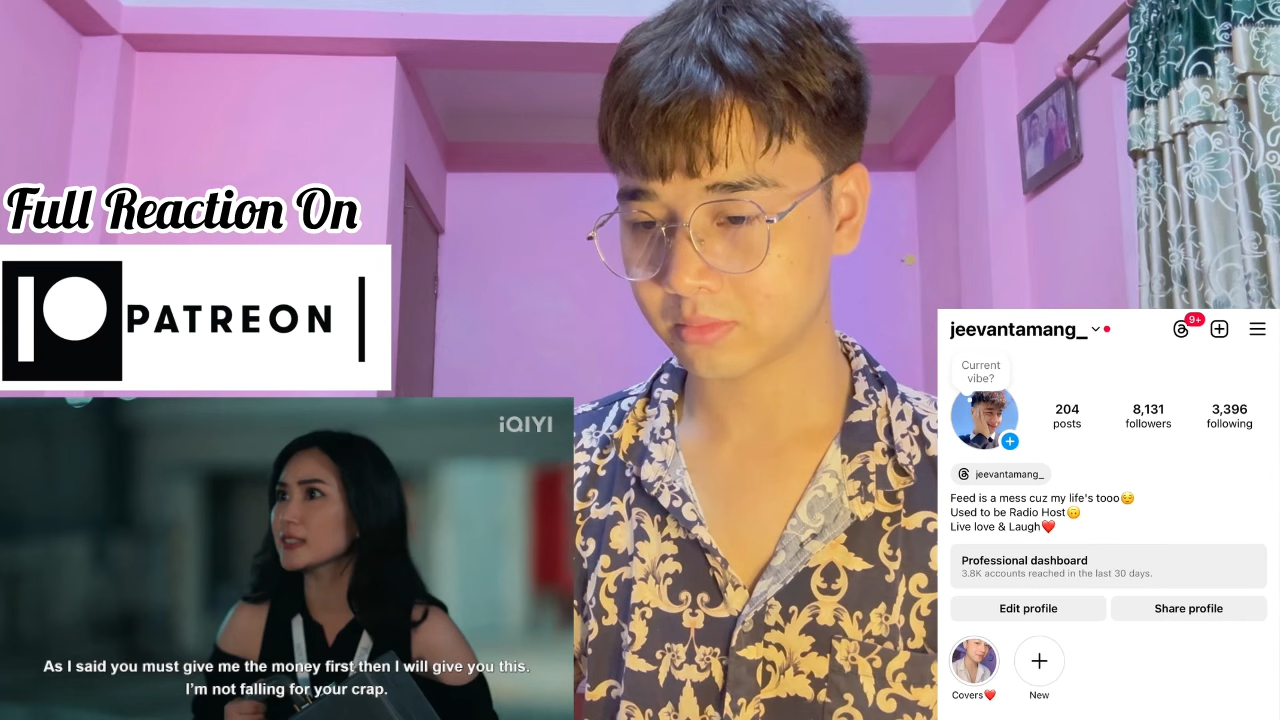 Full Reaction On
PATREON
iQIYI
As I said you must give me the money first then I will give you this.
I'm not falling for your crap.
jeevantamang_
9+
Current
vibe?
204
posts
8,131
followers
3,396
following
jeevantamang_
Feed is a mess cuz my life's tooo😌
Used to be Radio Host🙃
Live love & Laugh❤️
Professional dashboard
3.8K accounts reached in the last 30 days.
Edit profile
Share profile
Covers❤️
New